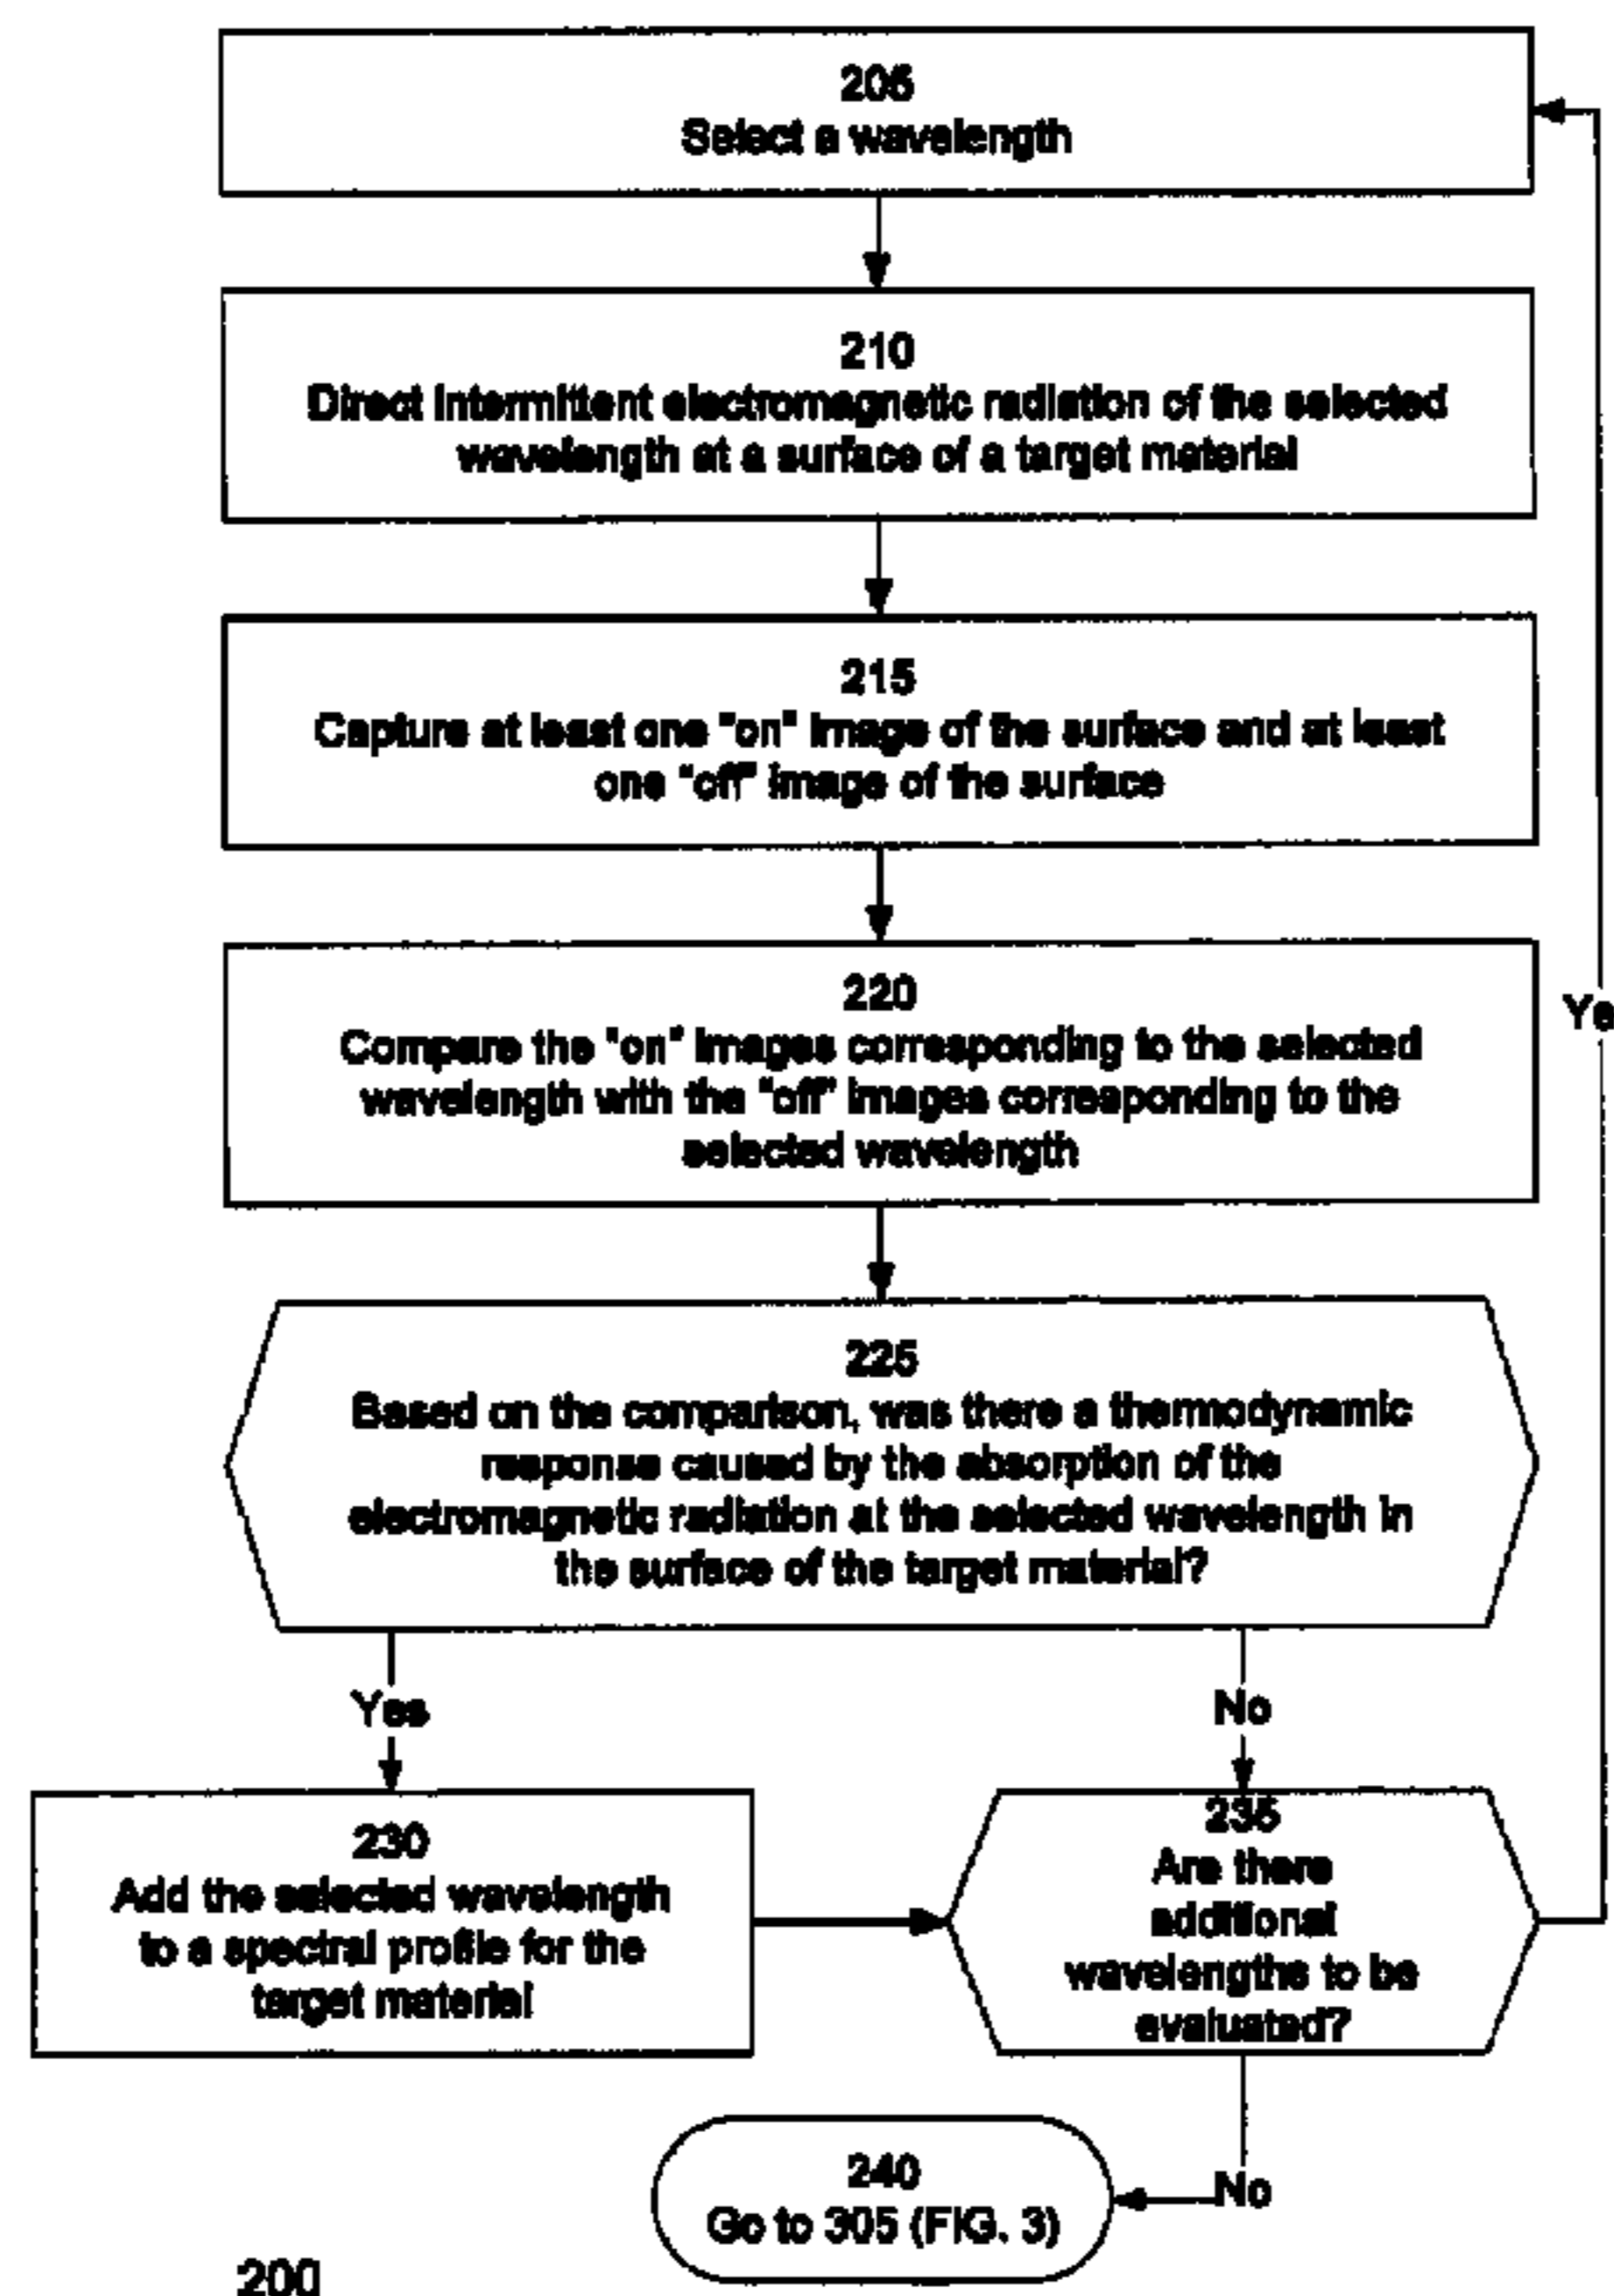 205
Select a wavelength
210
Direct intermittent electromagnetic radiation of the selected
wavelength at a surface of a target material
215
Capture at least one "on" image of the surface and at least
one "off" image of the surface
220
Compare the "on" images corresponding to the selected
wavelength with the "off" images corresponding to the
selected wavelength
Ye
225
Based on the comparison, was there a thermodynamic
response caused by the absorption of the
electromagnetic radiation at the selected wavelength in
the surface of the target material?
Yes
No
230
Add the selected wavelength
to a spectral profile for the
target material
235
Are there
additional
wavelengths to be
evaluated?
240
Go to 305 (FIG. 3)
No
200